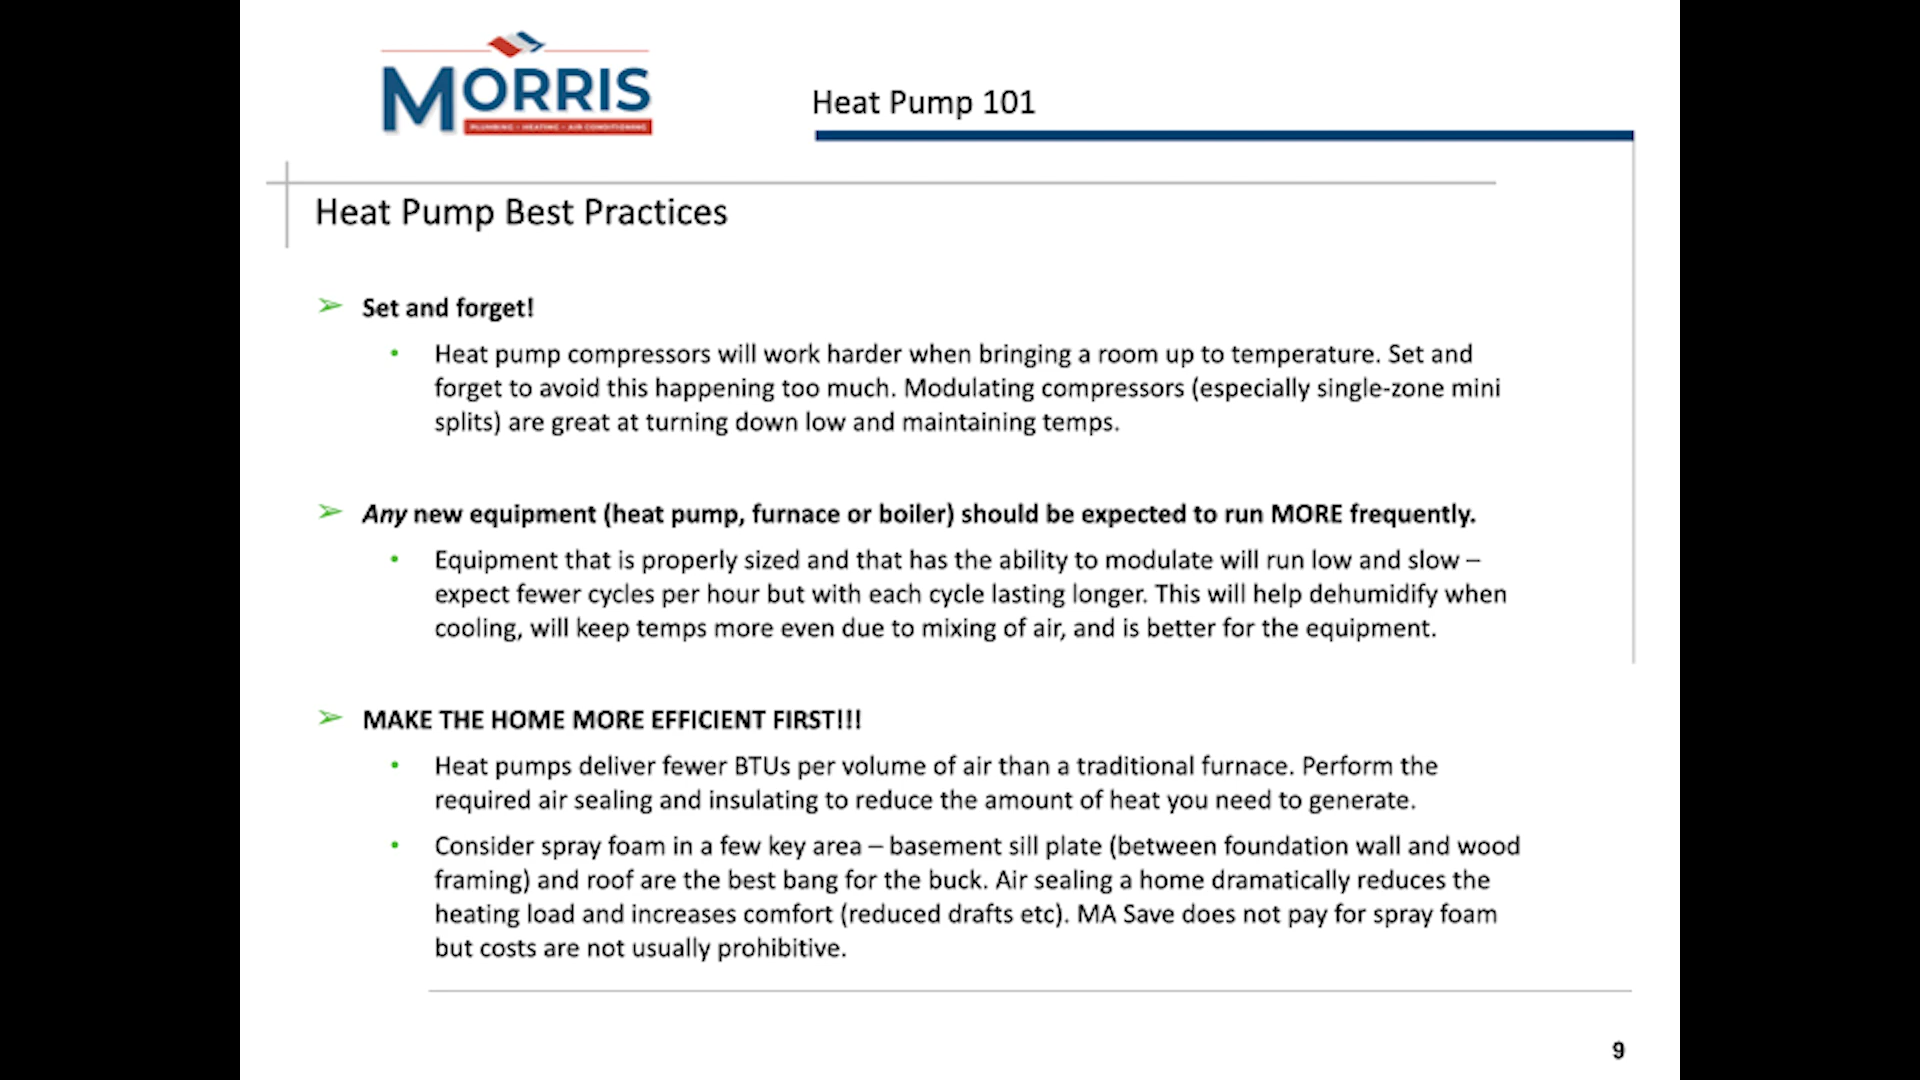 MORRIS
PLUMBING - HEATING - AIR CONDITIONING
Heat Pump 101
Heat Pump Best Practices
➢ Set and forget!
• Heat pump compressors will work harder when bringing a room up to temperature. Set and
forget to avoid this happening too much. Modulating compressors (especially single-zone mini
splits) are great at turning down low and maintaining temps.
➢ Any new equipment (heat pump, furnace or boiler) should be expected to run MORE frequently.
• Equipment that is properly sized and that has the ability to modulate will run low and slow –
expect fewer cycles per hour but with each cycle lasting longer. This will help dehumidify when
cooling, will keep temps more even due to mixing of air, and is better for the equipment.
➢ MAKE THE HOME MORE EFFICIENT FIRST!!!
• Heat pumps deliver fewer BTUs per volume of air than a traditional furnace. Perform the
required air sealing and insulating to reduce the amount of heat you need to generate.
• Consider spray foam in a few key area – basement sill plate (between foundation wall and wood
framing) and roof are the best bang for the buck. Air sealing a home dramatically reduces the
heating load and increases comfort (reduced drafts etc). MA Save does not pay for spray foam
but costs are not usually prohibitive.
9